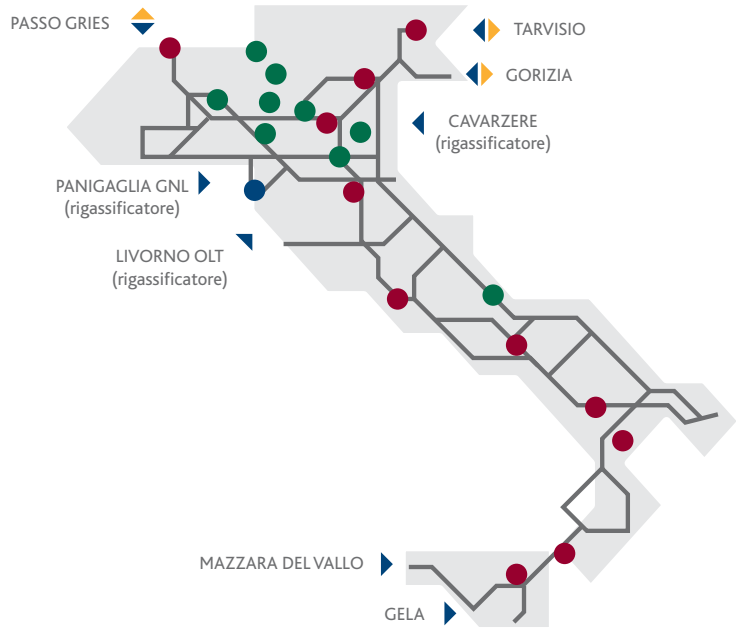 PASSO GRIES
TARVISIO
GORIZIA
CAVARZERE
(rigassificatore)
PANIGAGLIA GNL
(rigassificatore)
LIVORNO OLT
(rigassificatore)
MAZZARA DEL VALLO
GELA